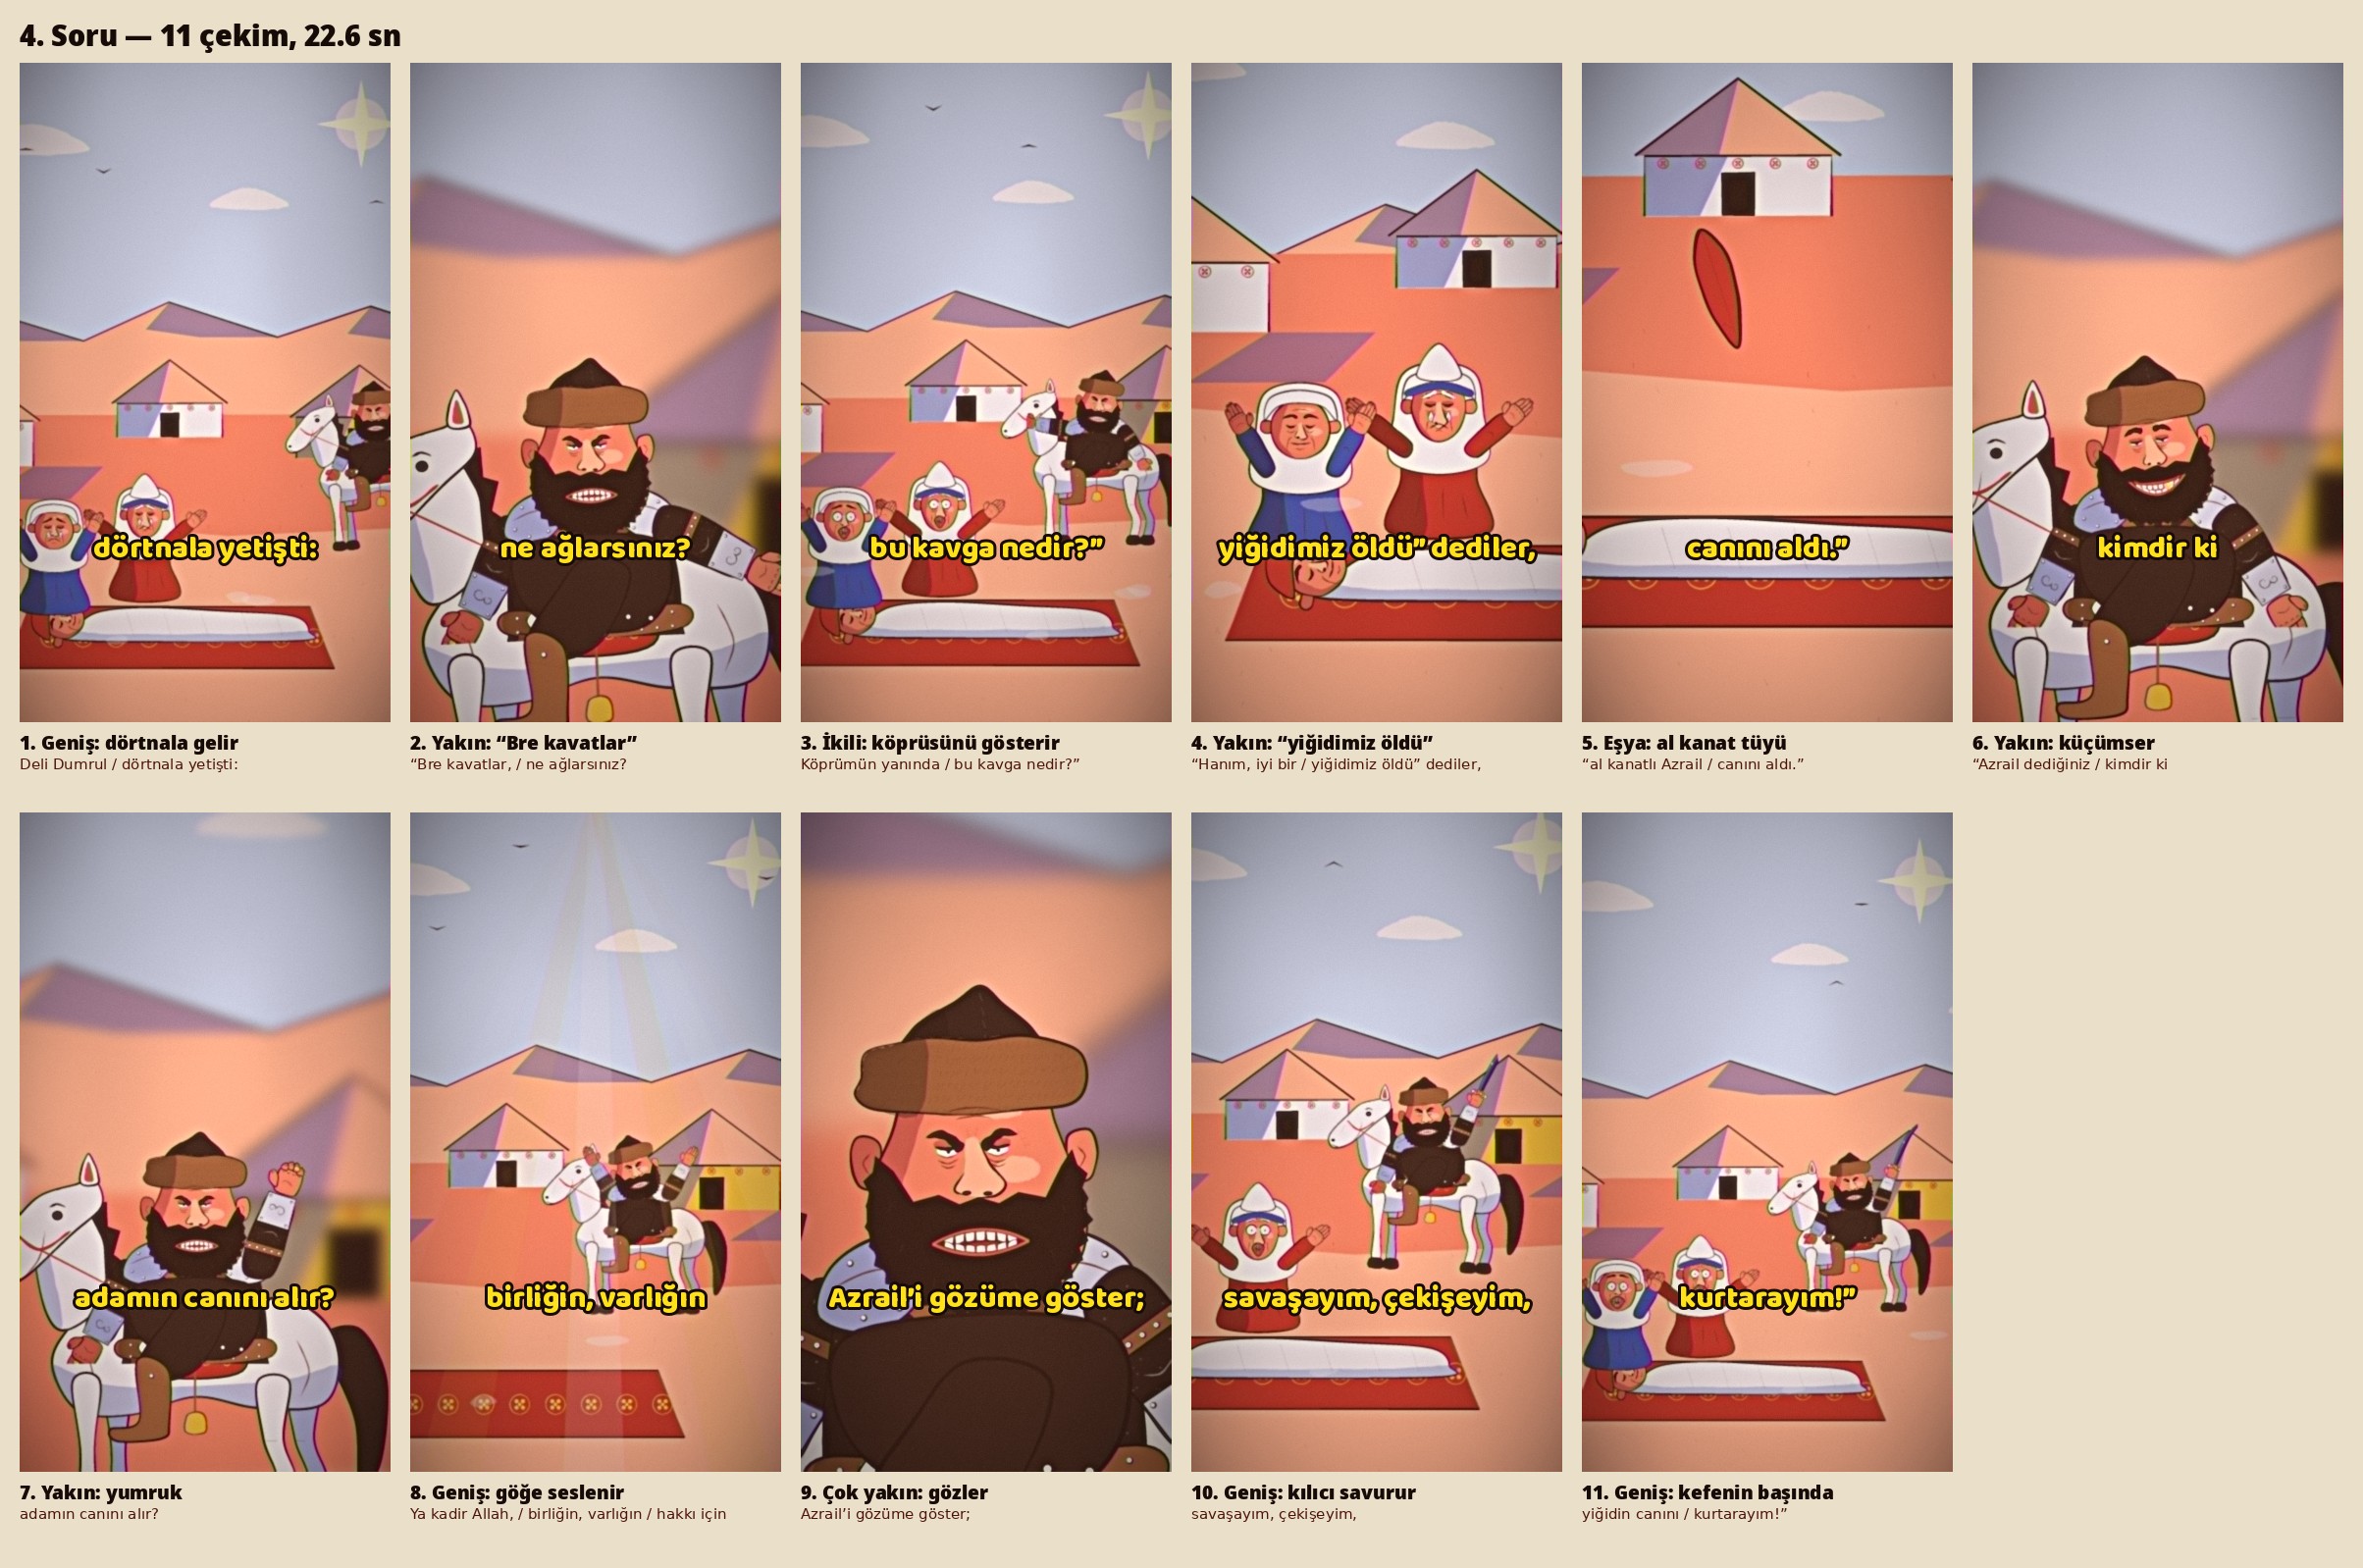 4. Soru — 11 çekim, 22.6 sn
dörtnala yetişti:
1. Geniş: dörtnala gelir
Deli Dumrul / dörtnala yetişti:
ne ağlarsınız?
2. Yakın: “Bre kavatlar”
“Bre kavatlar, / ne ağlarsınız?
bu kavga nedir?”
3. İkili: köprüsünü gösterir
Köprümün yanında / bu kavga nedir?”
yiğidimiz öldü” dediler,
4. Yakın: “yiğidimiz öldü”
“Hanım, iyi bir / yiğidimiz öldü” dediler,
canını aldı.”
5. Eşya: al kanat tüyü
“al kanatlı Azrail / canını aldı.”
kimdir ki
6. Yakın: küçümser
“Azrail dediğiniz / kimdir ki
adamın canını alır?
7. Yakın: yumruk
adamın canını alır?
birliğin, varlığın
8. Geniş: göğe seslenir
Ya kadir Allah, / birliğin, varlığın / hakkı için
Azrail’i gözüme göster;
9. Çok yakın: gözler
Azrail’i gözüme göster;
savaşayım, çekişeyim,
10. Geniş: kılıcı savurur
savaşayım, çekişeyim,
kurtarayım!”
11. Geniş: kefenin başında
yiğidin canını / kurtarayım!”